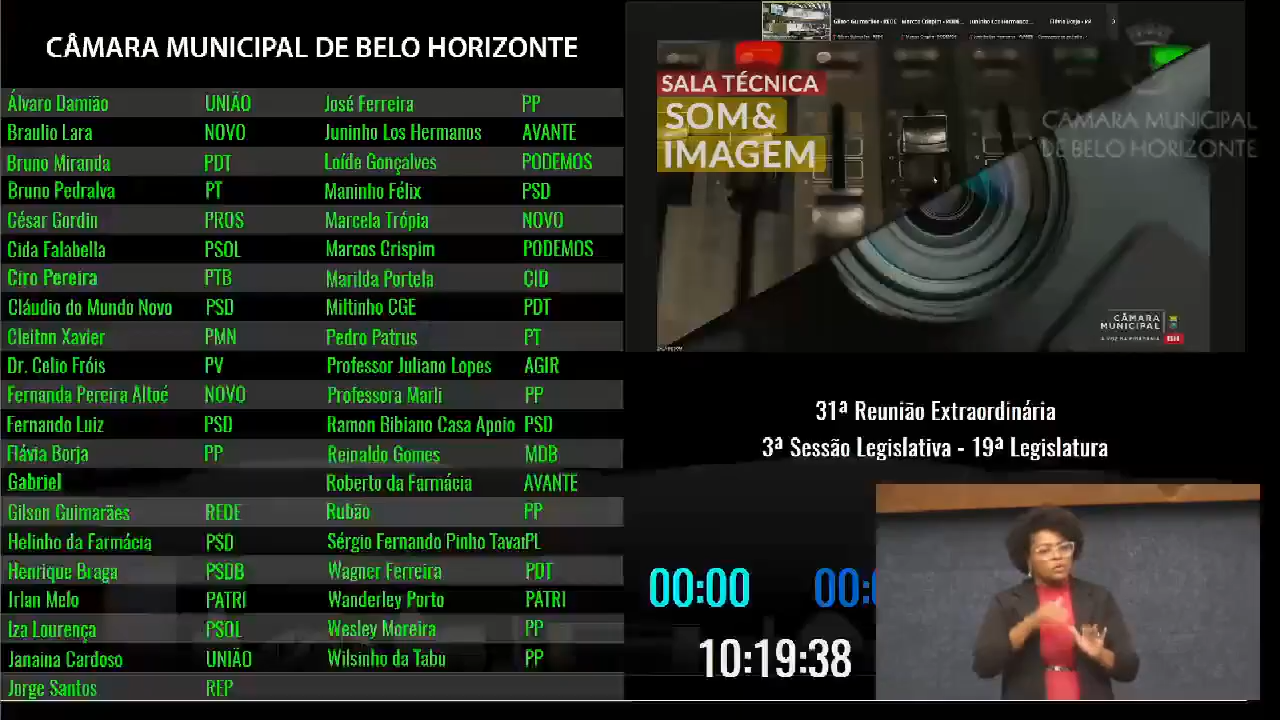 CÂMARA MUNICIPAL DE BELO HORIZONTE
Álvaro Damião UNIÃO José Ferreira PP
Braulio Lara NOVO Juninho Los Hermanos AVANTE
Bruno Miranda PDT Loíde Gonçalves PODEMOS
Bruno Pedralva PT Maninho Félix PSD
César Gordin PROS Marcela Trópia NOVO
Cida Falabella PSOL Marcos Crispim PODEMOS
Ciro Pereira PTB Marilda Portela CID
Cláudio do Mundo Novo PSD Miltinho CGE PDT
Cleiton Xavier PMN Pedro Patrus PT
Dr. Celio Fróis PV Professor Juliano Lopes AGIR
Fernanda Pereira Altoé NOVO Professora Marli PP
Fernando Luiz PSD Ramon Bibiano Casa Apoio PSD
Flávia Borja PP Reinaldo Gomes MDB
Gabriel Roberto da Farmácia AVANTE
Gilson Guimarães REDE Rubão PP
Helinho da Farmácia PSD Sérgio Fernando Pinho Tavar PL
Henrique Braga PSDB Wagner Ferreira PDT
Irlan Melo PATRI Wanderley Porto PATRI
Iza Lourença PSOL Wesley Moreira PP
Janaina Cardoso UNIÃO Wilsinho da Tabu PP
Jorge Santos REP
SALA TÉCNICA
SOM&
IMAGEM
CÂMARA MUNICIPAL
DE BELO HORIZONTE
CÂMARA
MUNICIPAL
BH
31ª Reunião Extraordinária
3ª Sessão Legislativa - 19ª Legislatura
00:00 00:
10:19:38